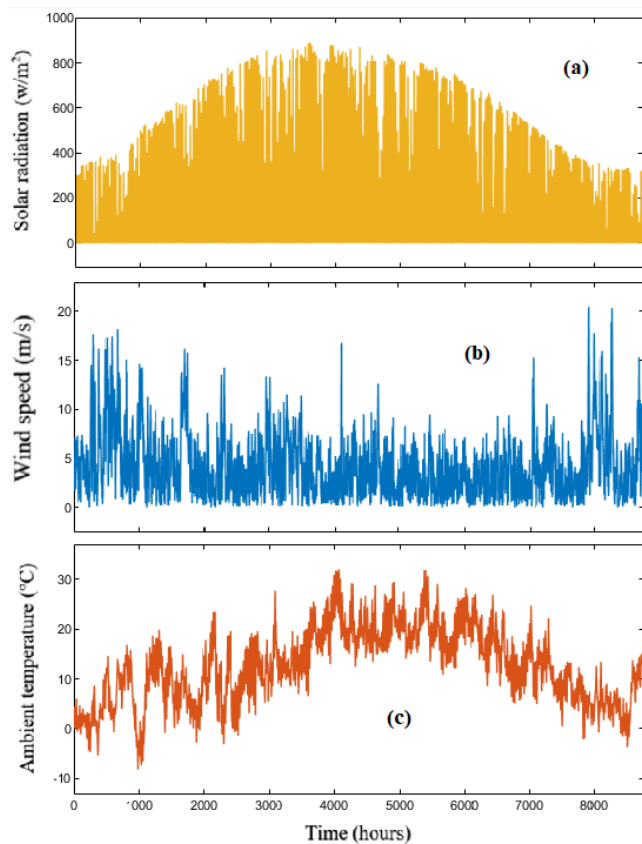 1000
800
600
400
200
0
Solar radiation (w/m²)
(a)
20
15
10
5
0
Wind speed (m/s)
(b)
30
20
10
0
-10
Ambient temperature (°C)
(c)
0 1000 2000 3000 4000 5000 6000 7000 8000
Time (hours)